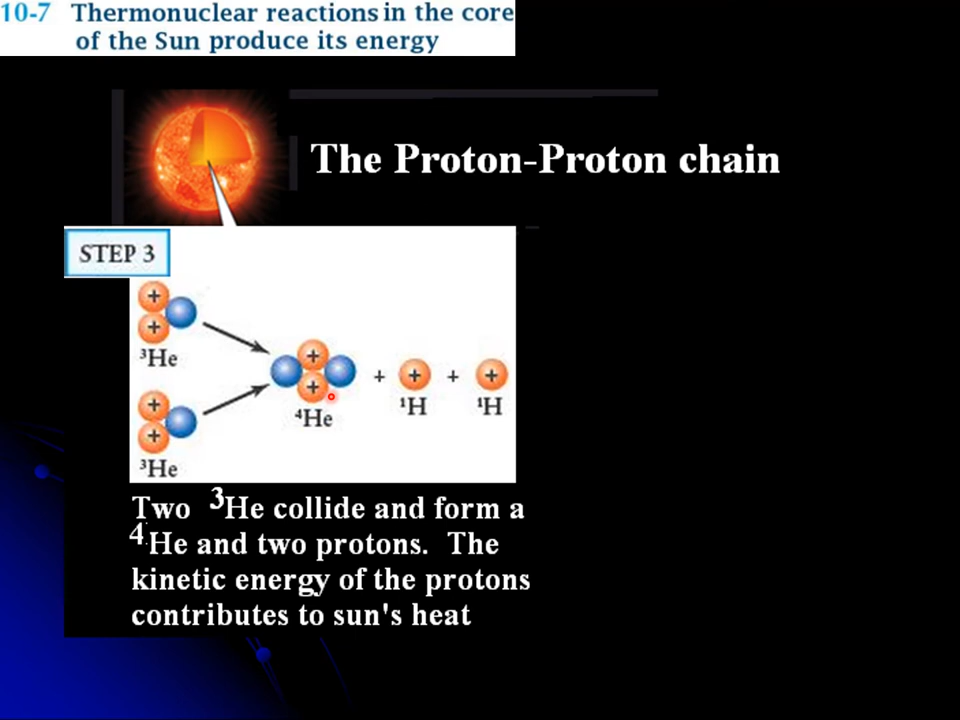 10-7 Thermonuclear reactions in the core
of the Sun produce its energy
The Proton-Proton chain
STEP 3
+
+
³He
+
+
³He
+
+
⁴He
+ + + +
¹H ¹H
Two ³He collide and form a
⁴He and two protons. The
kinetic energy of the protons
contributes to sun's heat